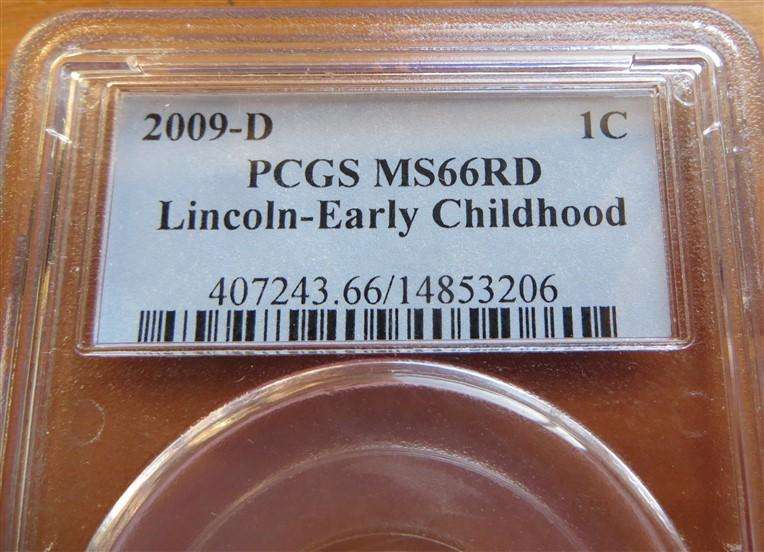 2009-D 1C
PCGS MS66RD
Lincoln-Early Childhood
407243.66/14853206